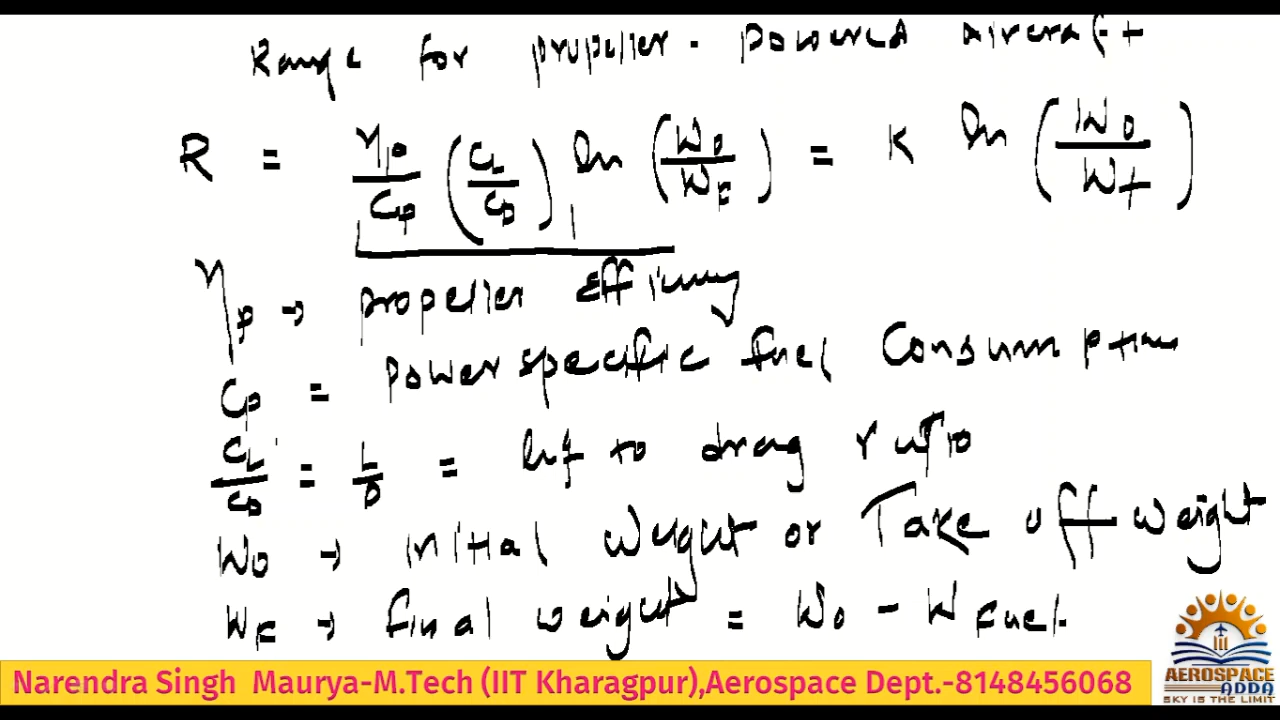 Range for propeller - powered aircraft
R = ηp/Cp (CL/CD) ln (W0/WF) = K ln (W0/Wf)
ηp → propeller Efficiency
Cp = power specific fuel Consumption
CL/CD = L/D = lift to drag ratio
W0 → initial weight or Take off weight
WF → final weight = W0 - Wfuel
Narendra Singh Maurya-M.Tech (IIT Kharagpur),Aerospace Dept.-8148456068
AEROSPACE
ADDA
SKY IS THE LIMIT